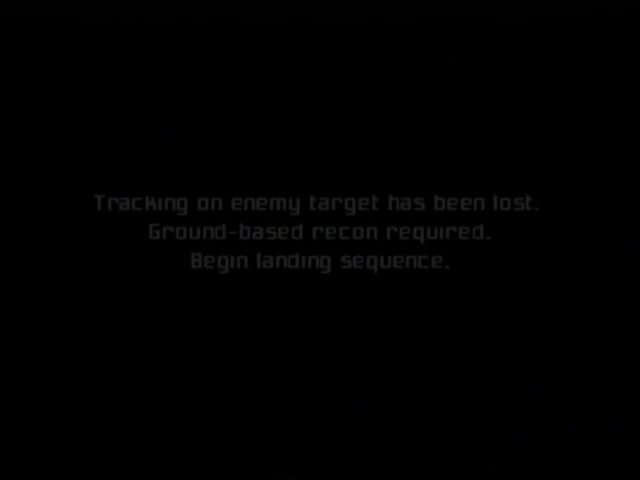 Tracking on enemy target has been lost.
Ground-based recon required.
Begin landing sequence.